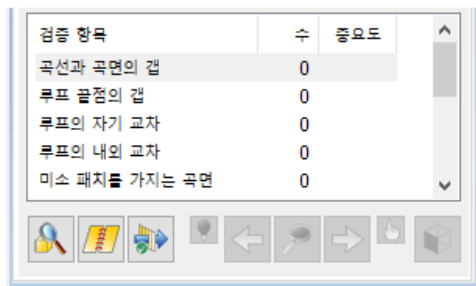 검증 항목 수 중요도
곡선과 곡면의 갭 0
루프 끝점의 갭 0
루프의 자기 교차 0
루프의 내외 교차 0
미소 패치를 가지는 곡면 0